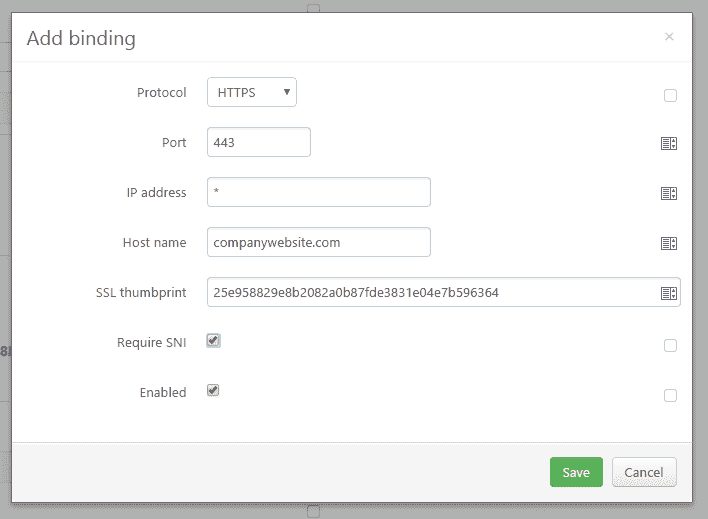 Add binding
×
Protocol HTTPS
Port 443
IP address *
Host name companywebsite.com
SSL thumbprint 25e958829e8b2082a0b87fde3831e04e7b596364
Require SNI
8/
Enabled
Save Cancel